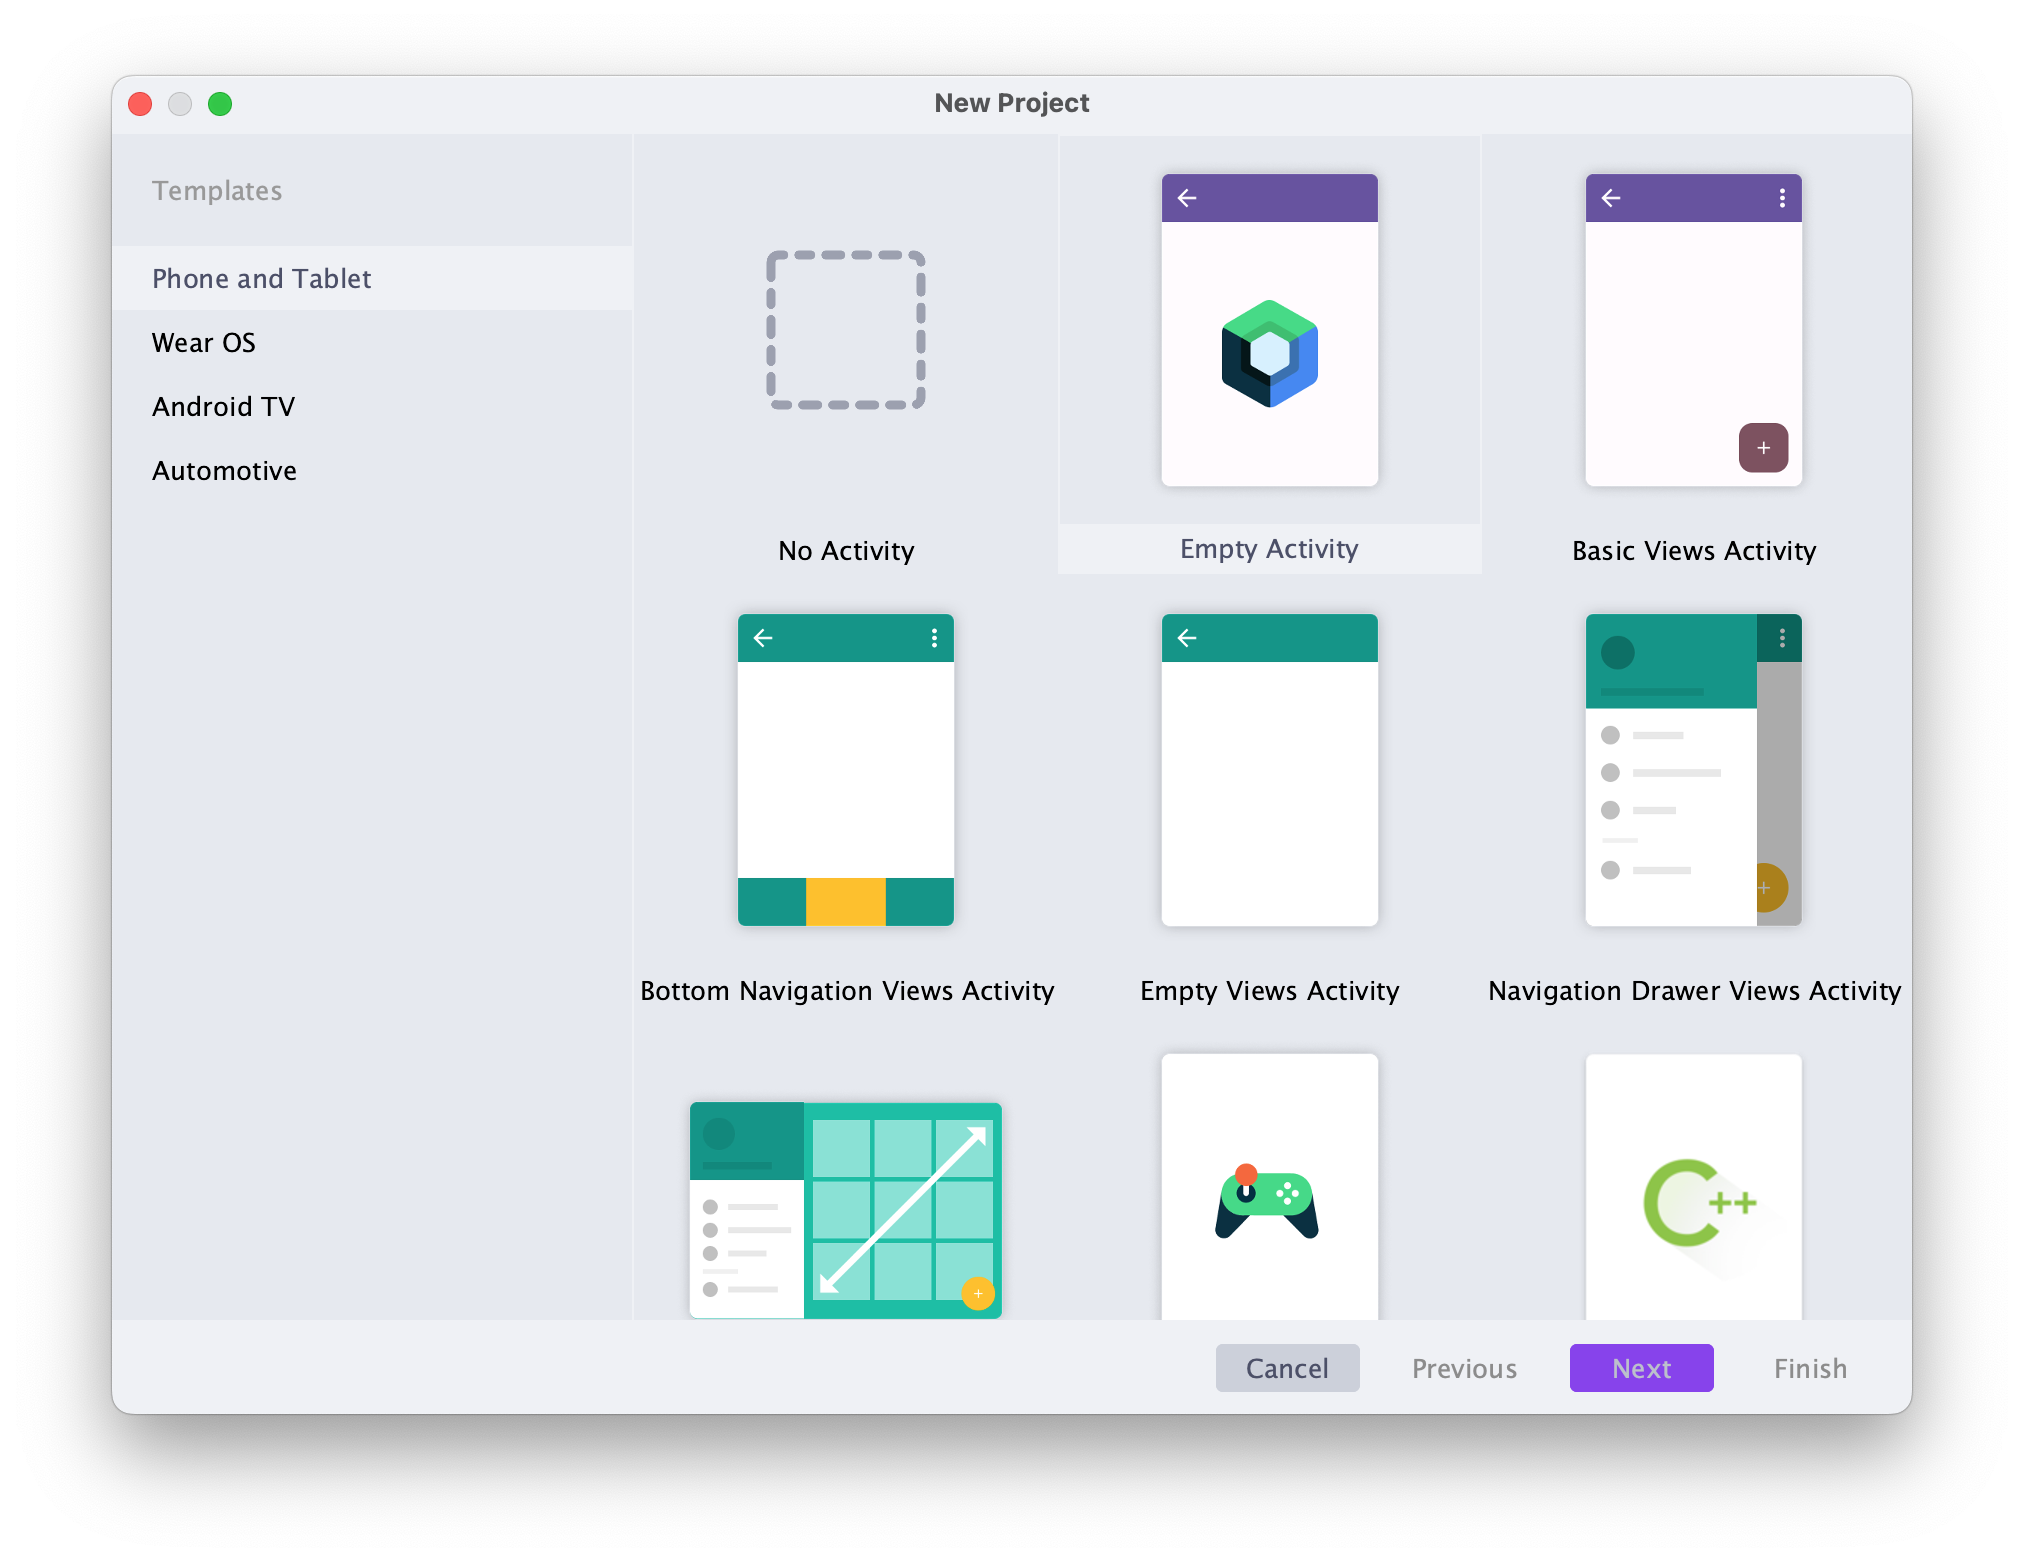 New Project
Templates
Phone and Tablet
Wear OS
Android TV
Automotive
No Activity
Empty Activity
Basic Views Activity
Bottom Navigation Views Activity
Empty Views Activity
Navigation Drawer Views Activity
C++
Cancel
Previous
Next
Finish